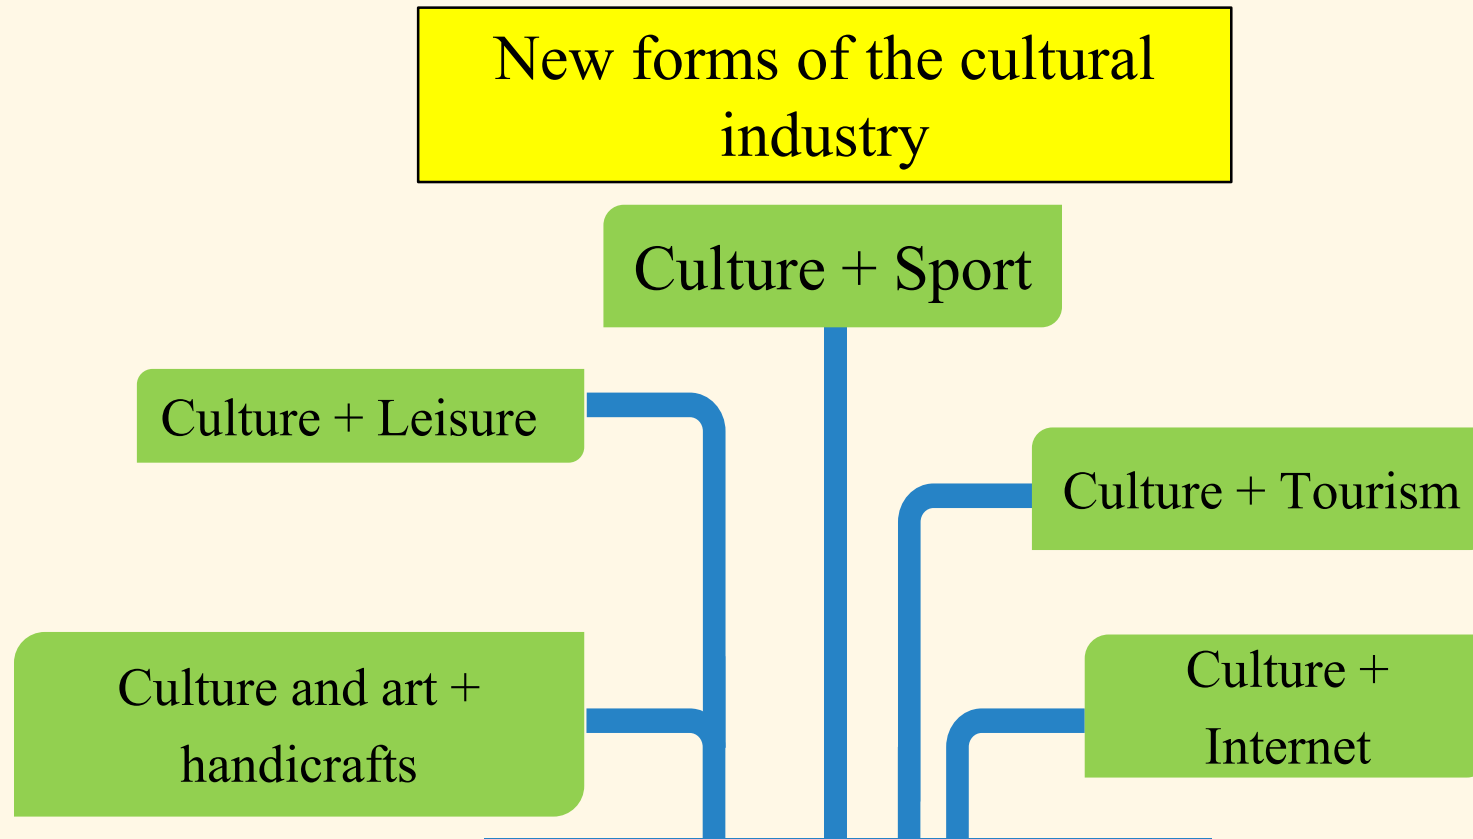 New forms of the cultural
industry
Culture + Sport
Culture + Leisure
Culture + Tourism
Culture and art +
handicrafts
Culture +
Internet